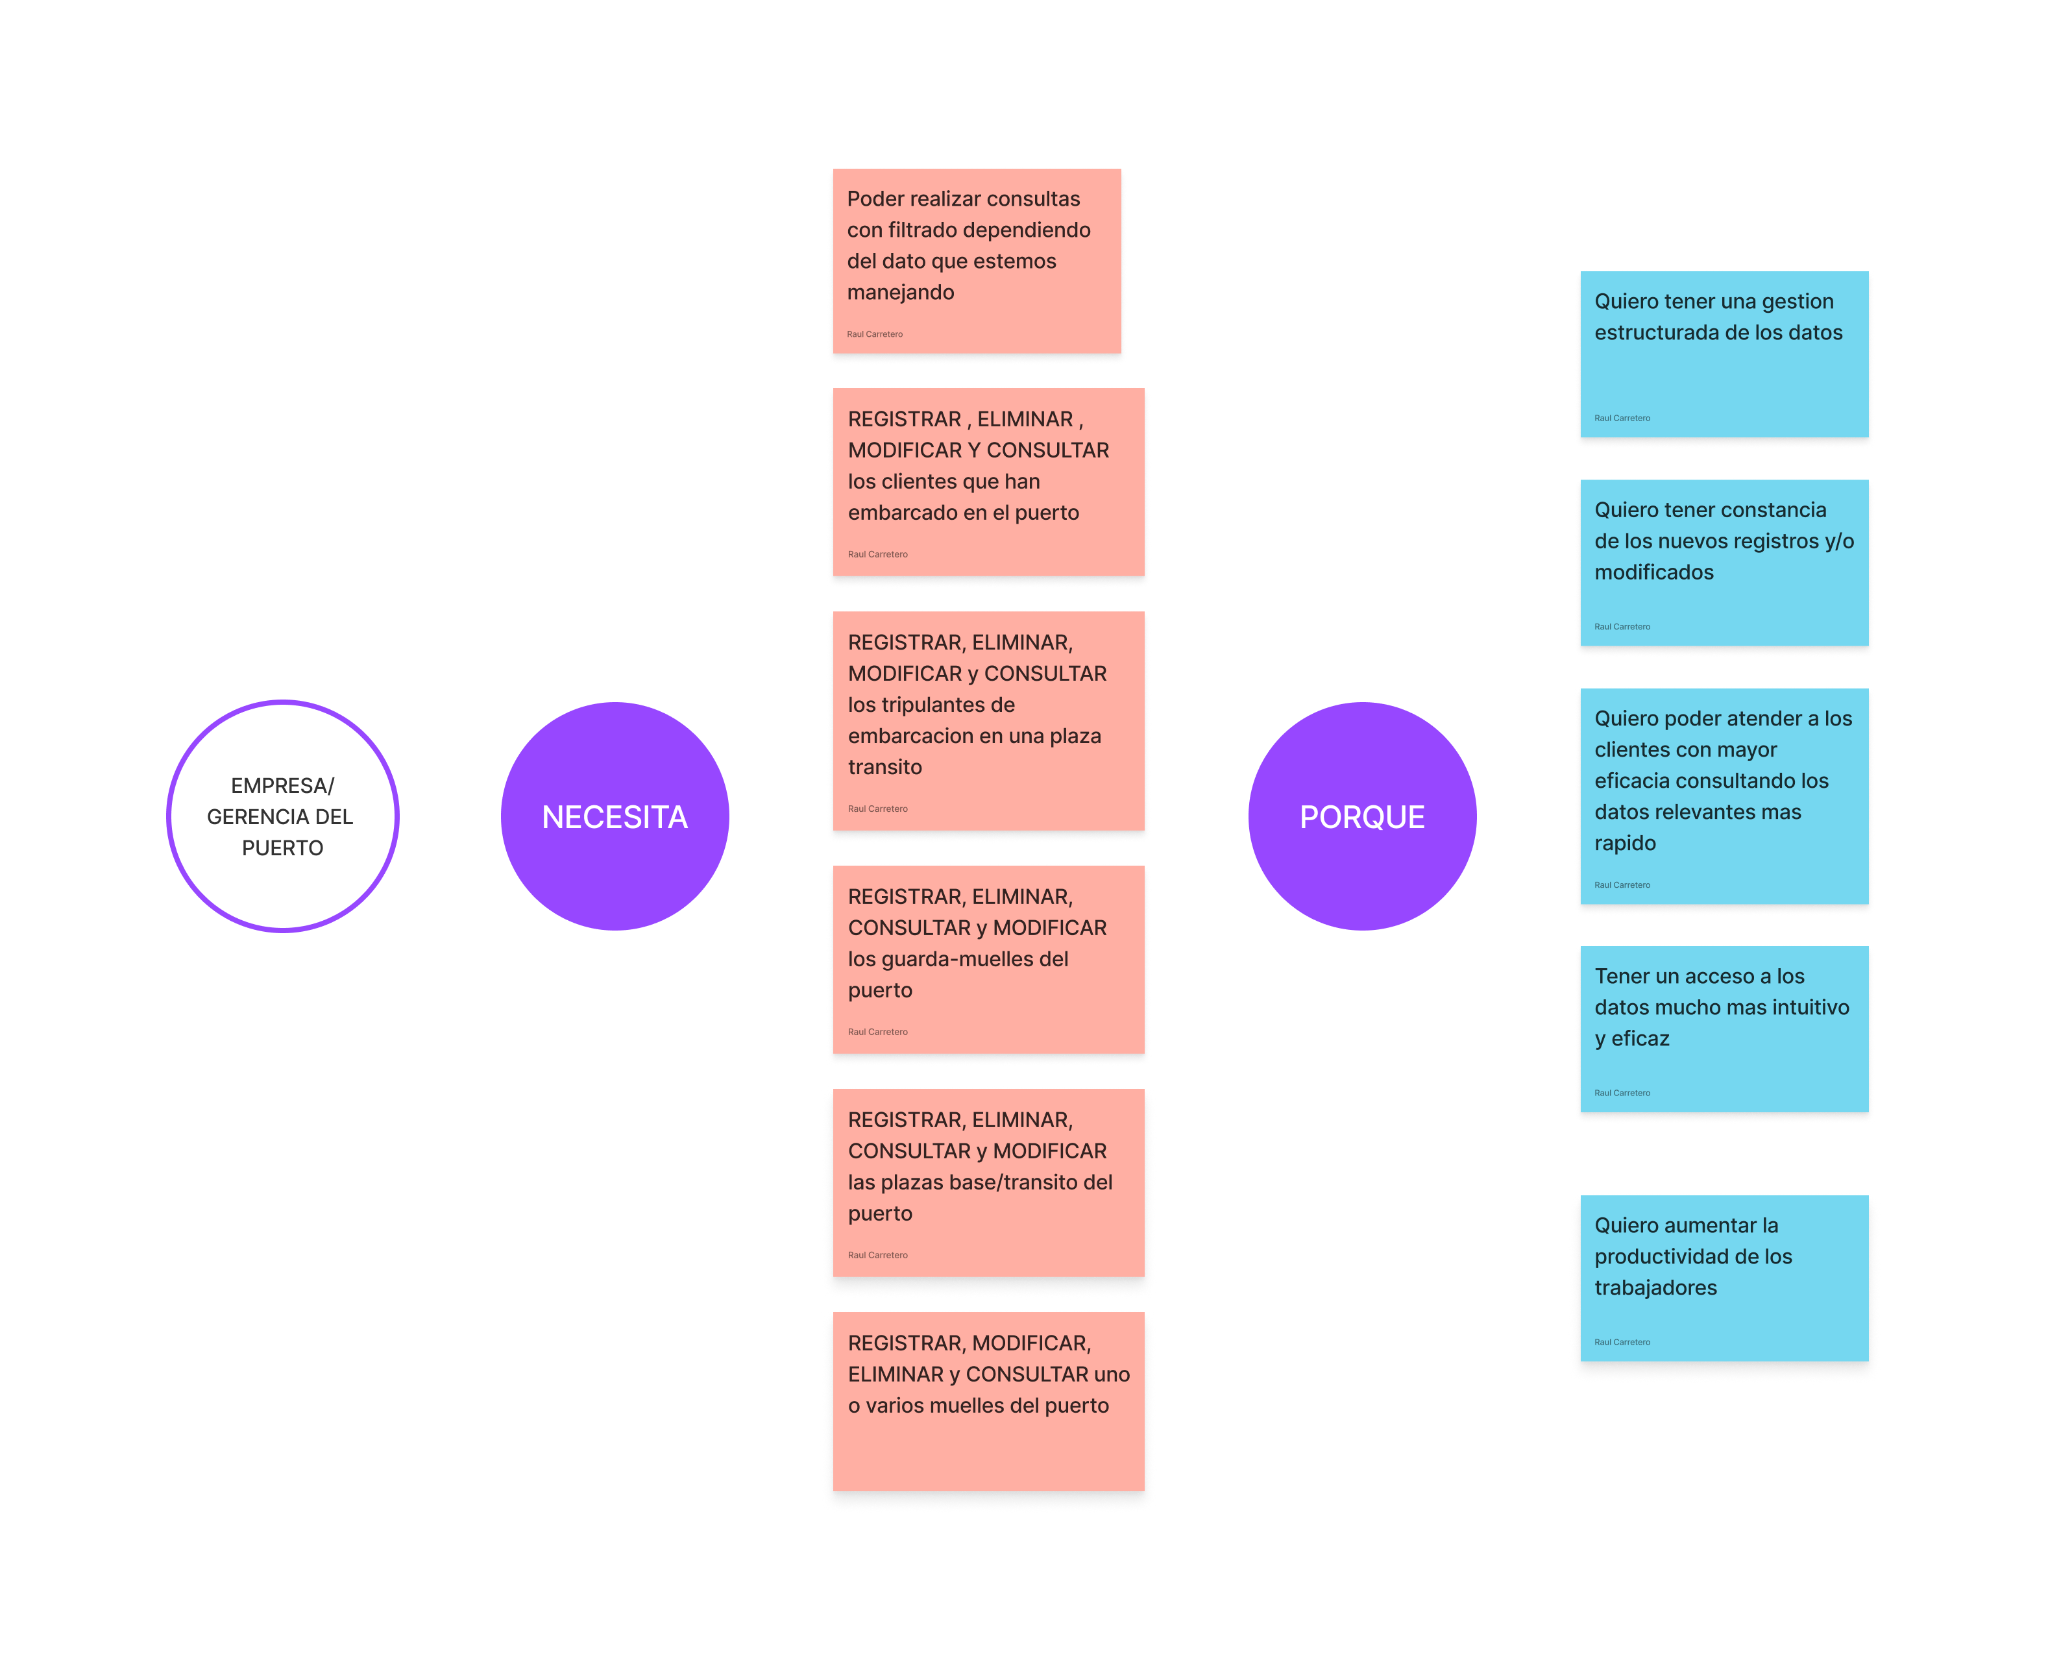 EMPRESA/
GERENCIA DEL
PUERTO
NECESITA
Poder realizar consultas
con filtrado dependiendo
del dato que estemos
manejando
Raul Carretero
REGISTRAR , ELIMINAR ,
MODIFICAR Y CONSULTAR
los clientes que han
embarcado en el puerto
Raul Carretero
REGISTRAR, ELIMINAR,
MODIFICAR y CONSULTAR
los tripulantes de
embarcacion en una plaza
transito
Raul Carretero
REGISTRAR, ELIMINAR,
CONSULTAR y MODIFICAR
los guarda-muelles del
puerto
Raul Carretero
REGISTRAR, ELIMINAR,
CONSULTAR y MODIFICAR
las plazas base/transito del
puerto
Raul Carretero
REGISTRAR, MODIFICAR,
ELIMINAR y CONSULTAR uno
o varios muelles del puerto
PORQUE
Quiero tener una gestion
estructurada de los datos
Raul Carretero
Quiero tener constancia
de los nuevos registros y/o
modificados
Raul Carretero
Quiero poder atender a los
clientes con mayor
eficacia consultando los
datos relevantes mas
rapido
Raul Carretero
Tener un acceso a los
datos mucho mas intuitivo
y eficaz
Raul Carretero
Quiero aumentar la
productividad de los
trabajadores
Raul Carretero